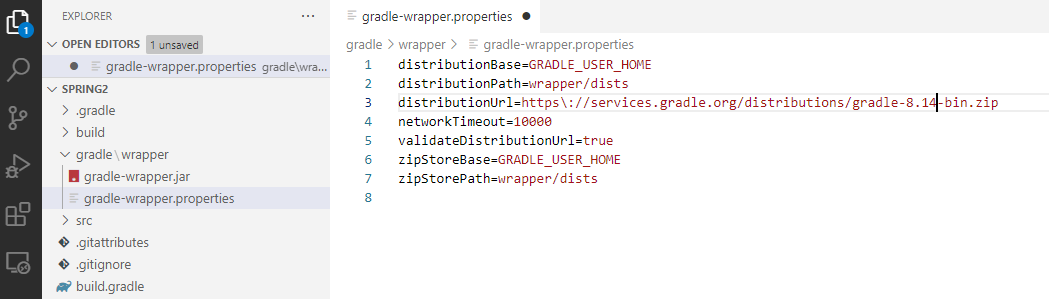 EXPLORER
···
OPEN EDITORS 1 unsaved
gradle-wrapper.properties gradle\wra...
SPRING2
.gradle
build
gradle\wrapper
gradle-wrapper.jar
gradle-wrapper.properties
src
.gitattributes
.gitignore
build.gradle
1
gradle-wrapper.properties
gradle > wrapper > gradle-wrapper.properties
1 distributionBase=GRADLE_USER_HOME
2 distributionPath=wrapper/dists
3 distributionUrl=https\://services.gradle.org/distributions/gradle-8.14-bin.zip
4 networkTimeout=10000
5 validateDistributionUrl=true
6 zipStoreBase=GRADLE_USER_HOME
7 zipStorePath=wrapper/dists
8